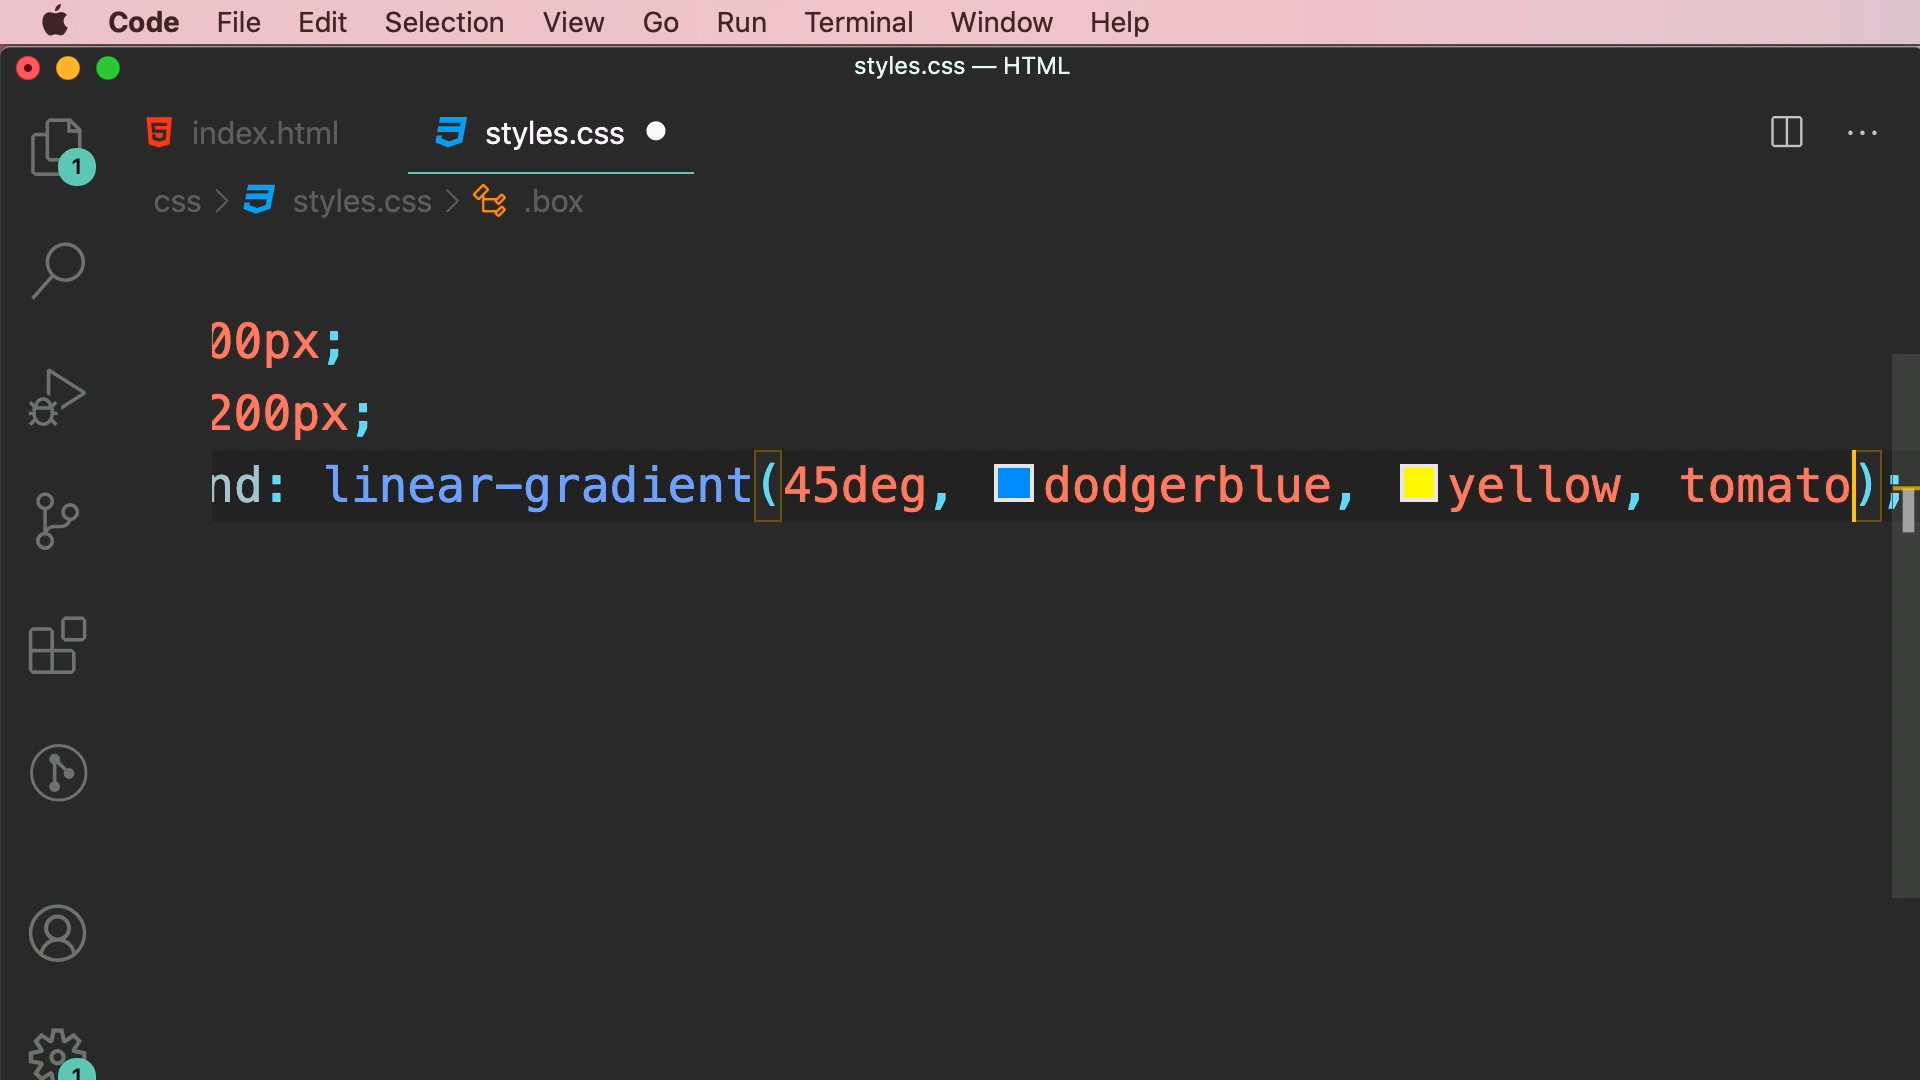 Code File Edit Selection View Go Run Terminal Window Help
styles.css — HTML
index.html styles.css
1
css > styles.css > .box
00px;
200px;
nd: linear-gradient(45deg, dodgerblue, yellow, tomato);
1